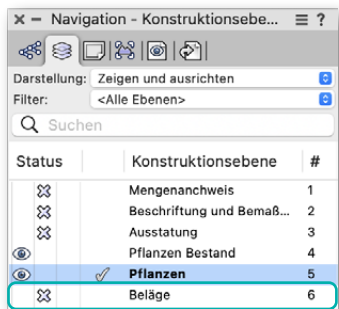 Navigation - Konstruktionsebe... ?
Darstellung: Zeigen und ausrichten
Filter: <Alle Ebenen>
Suchen
Status Konstruktionsebene #
Mengenanchweis 1
Beschriftung und Bemaß... 2
Ausstatung 3
Pflanzen Bestand 4
Pflanzen 5
Beläge 6